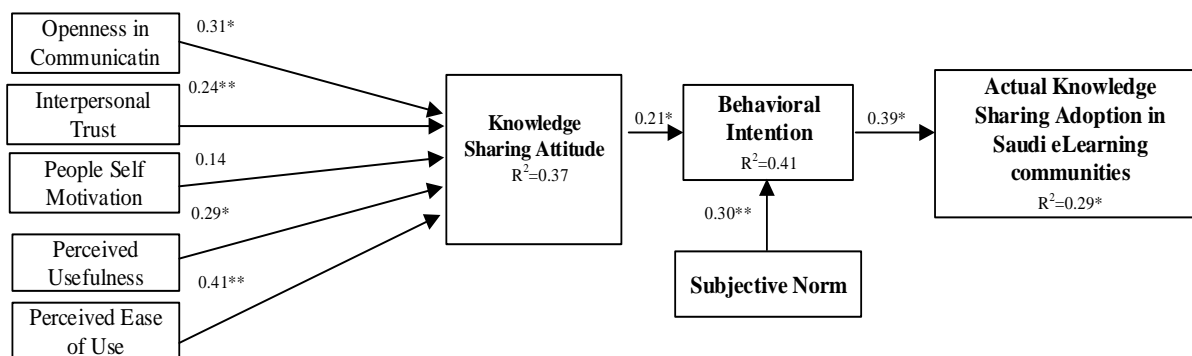 Openness in
Communicatin
0.31*
Interpersonal
Trust
0.24**
People Self
Motivation
0.14
Perceived
Usefulness
0.29*
Perceived Ease
of Use
0.41**
Knowledge
Sharing Attitude
R²=0.37
0.21*
Behavioral
Intention
R²=0.41
0.30**
Subjective Norm
0.39*
Actual Knowledge
Sharing Adoption in
Saudi eLearning
communities
R²=0.29*